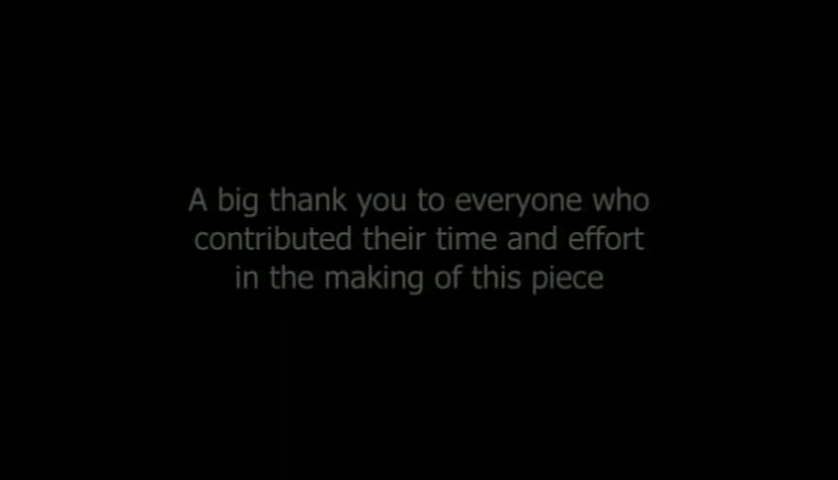 A big thank you to everyone who
contributed their time and effort
in the making of this piece